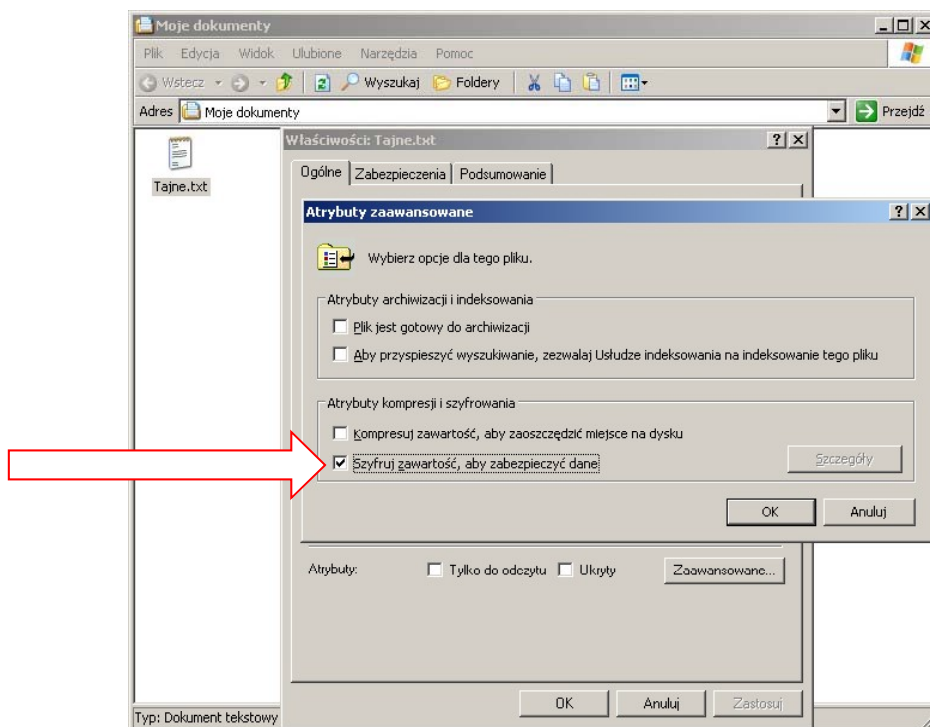 Moje dokumenty
Plik Edycja Widok Ulubione Narzędzia Pomoc
Wstecz Wyszukaj Foldery
Adres Moje dokumenty Przejdź
Tajne.txt
Właściwości: Tajne.txt
Ogólne Zabezpieczenia Podsumowanie
Atrybuty zaawansowane
Wybierz opcje dla tego pliku.
Atrybuty archiwizacji i indeksowania
Plik jest gotowy do archiwizacji
Aby przyspieszyć wyszukiwanie, zezwalaj Usłudze indeksowania na indeksowanie tego pliku
Atrybuty kompresji i szyfrowania
Kompresuj zawartość, aby zaoszczędzić miejsce na dysku
Szyfruj zawartość, aby zabezpieczyć dane
Szczegóły
OK Anuluj
Atrybuty: Tylko do odczytu Ukryty Zaawansowane...
OK Anuluj Zastosuj
Typ: Dokument tekstowy